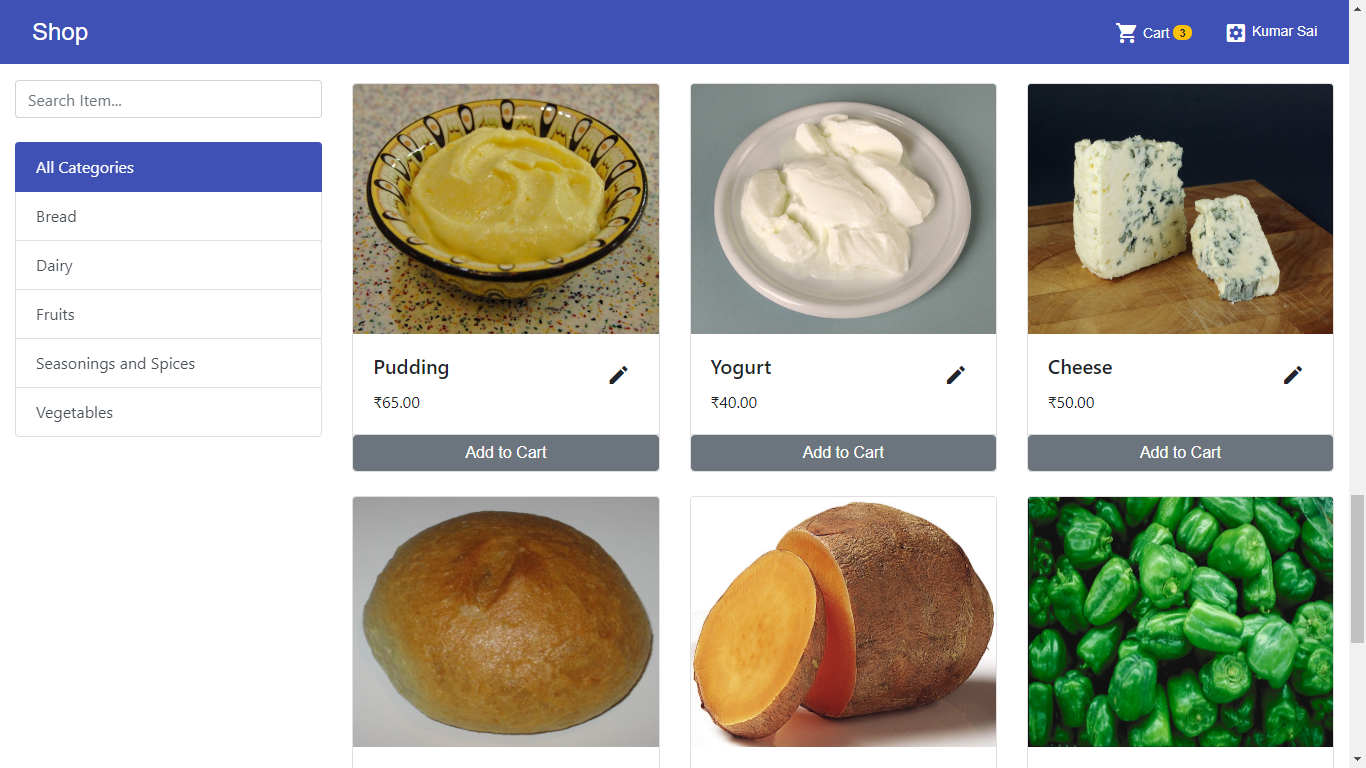 Shop
Cart 3
Kumar Sai
Search Item...
All Categories
Bread
Dairy
Fruits
Seasonings and Spices
Vegetables
Pudding
₹65.00
Add to Cart
Yogurt
₹40.00
Add to Cart
Cheese
₹50.00
Add to Cart